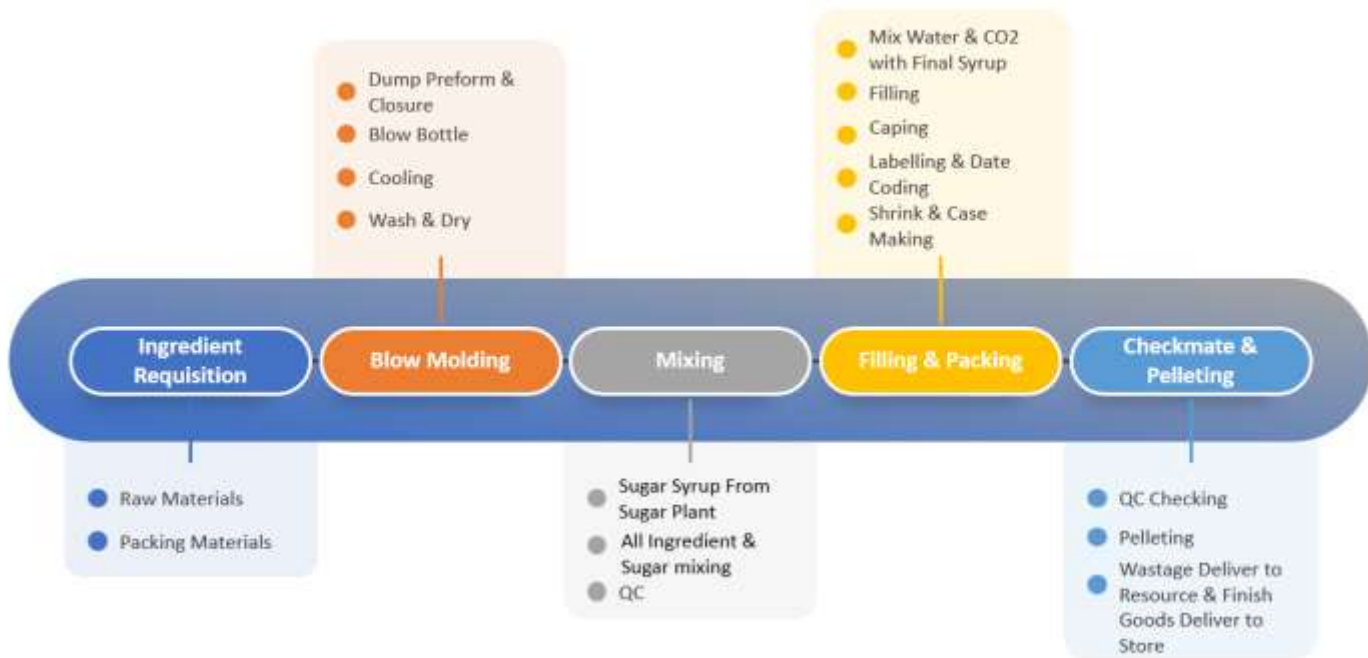 Dump Preform &
Closure
Blow Bottle
Cooling
Wash & Dry
Mix Water & CO2
with Final Syrup
Filling
Caping
Labelling & Date
Coding
Shrink & Case
Making
Ingredient
Requisition
Blow Molding
Mixing
Filling & Packing
Checkmate &
Pelleting
Raw Materials
Packing Materials
Sugar Syrup From
Sugar Plant
All Ingredient &
Sugar mixing
QC
QC Checking
Pelleting
Wastage Deliver to
Resource & Finish
Goods Deliver to
Store